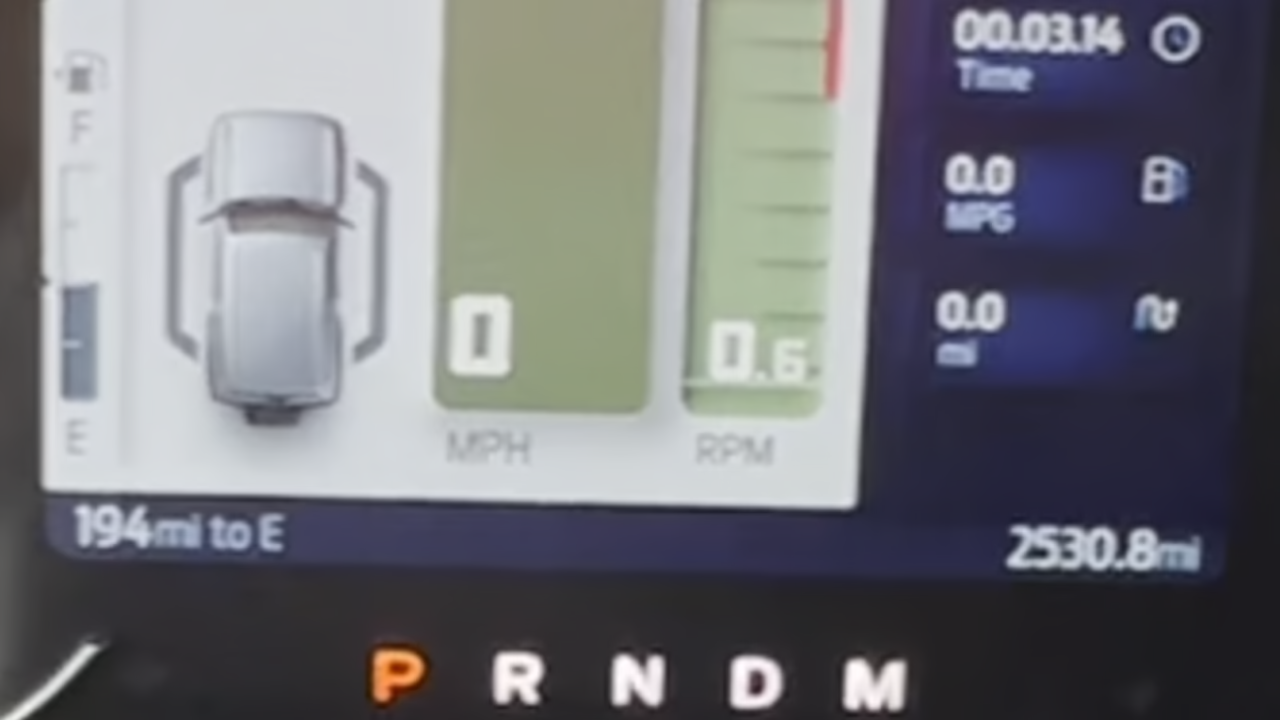 00.03.14
Time
F
0.0
MPG
0.0
mi
0
0.6
E
MPH
RPM
194mi to E
2530.8mi
P R N D M